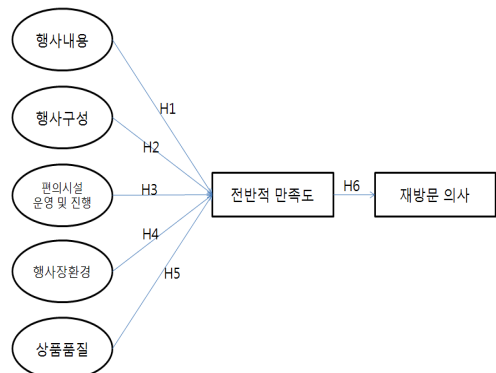 행사내용
H1
행사구성
H2
편의시설
운영 및 진행
H3
전반적 만족도
H6
재방문 의사
H4
행사장환경
H5
상품품질